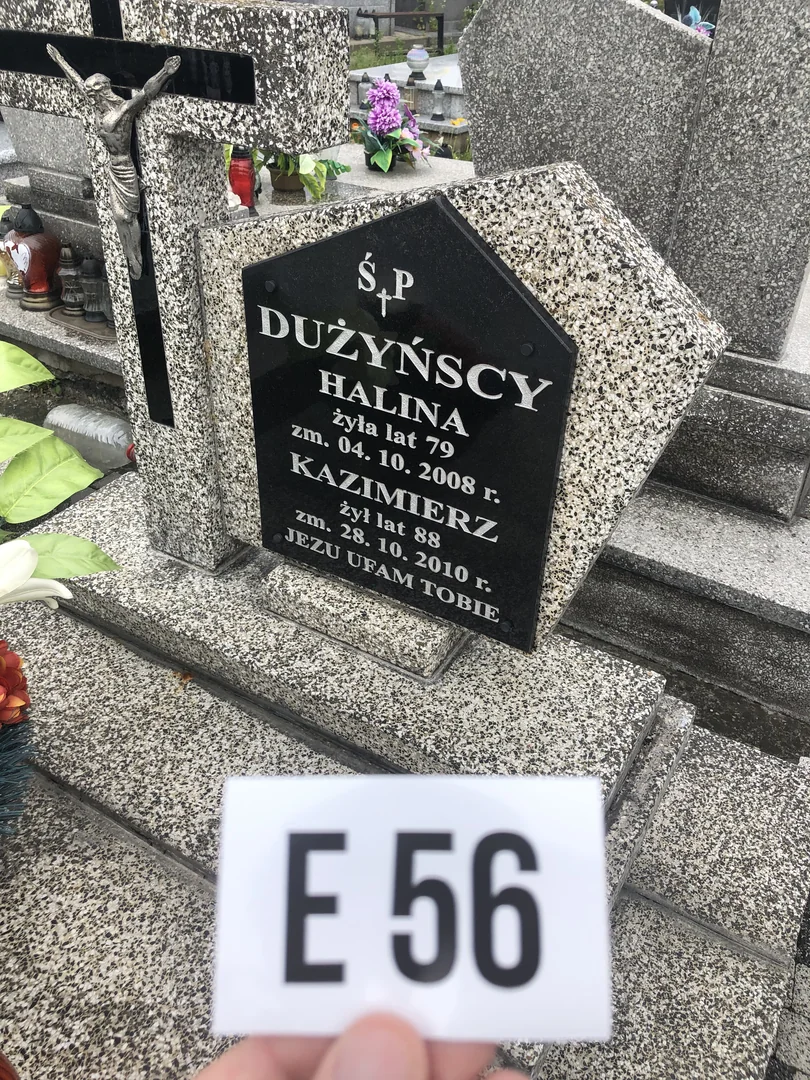 Ś P
DUŻYŃSCY
HALINA
żyła lat 79
zm. 04. 10. 2008 r.
KAZIMIERZ
żył lat 88
zm. 28. 10. 2010 r.
JEZU UFAM TOBIE
E 56